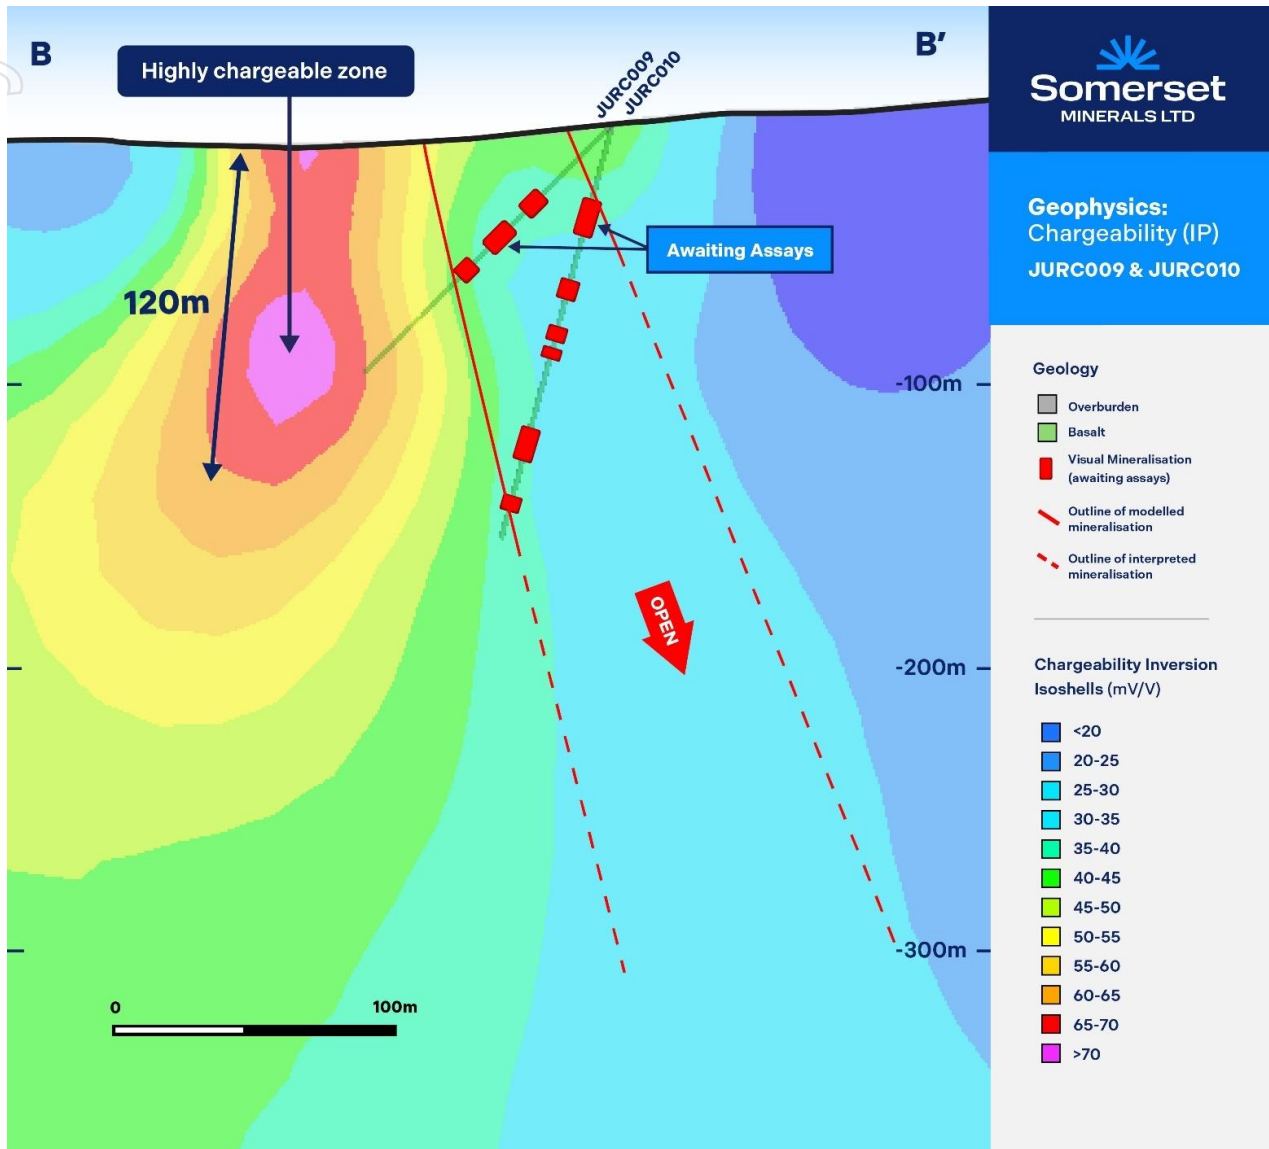 B
Highly chargeable zone
JURC009
JURC010
B'
120m
Awaiting Assays
-100m
OPEN
-200m
-300m
0 100m
Somerset
MINERALS LTD
Geophysics:
Chargeability (IP)
JURC009 & JURC010
Geology
Overburden
Basalt
Visual Mineralisation
(awaiting assays)
Outline of modelled
mineralisation
Outline of interpreted
mineralisation
Chargeability Inversion
Isoshells (mV/V)
<20
20-25
25-30
30-35
35-40
40-45
45-50
50-55
55-60
60-65
65-70
>70